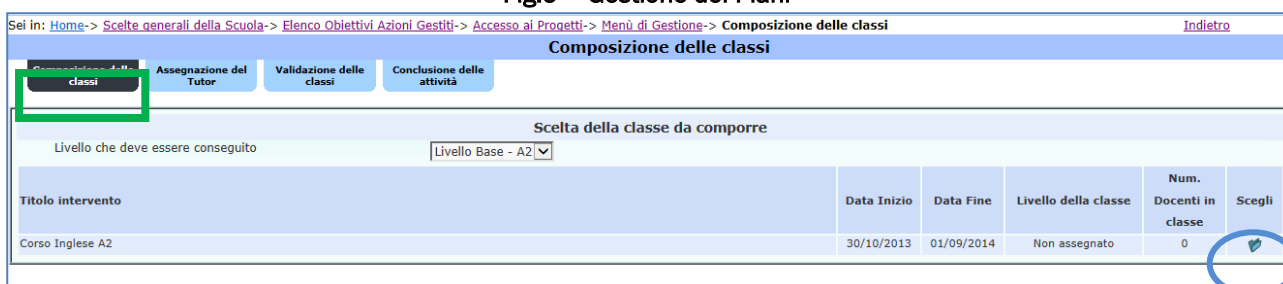 Sei in: Home-> Scelte generali della Scuola-> Elenco Obiettivi Azioni Gestiti-> Accesso ai Progetti-> Menù di Gestione-> Composizione delle classi Indietro
Composizione delle classi
Composizione delle classi
Assegnazione del Tutor
Validazione delle classi
Conclusione delle attività
Scelta della classe da comporre
Livello che deve essere conseguito Livello Base - A2
Titolo intervento Data Inizio Data Fine Livello della classe Num. Docenti in classe Scegli
Corso Inglese A2 30/10/2013 01/09/2014 Non assegnato 0